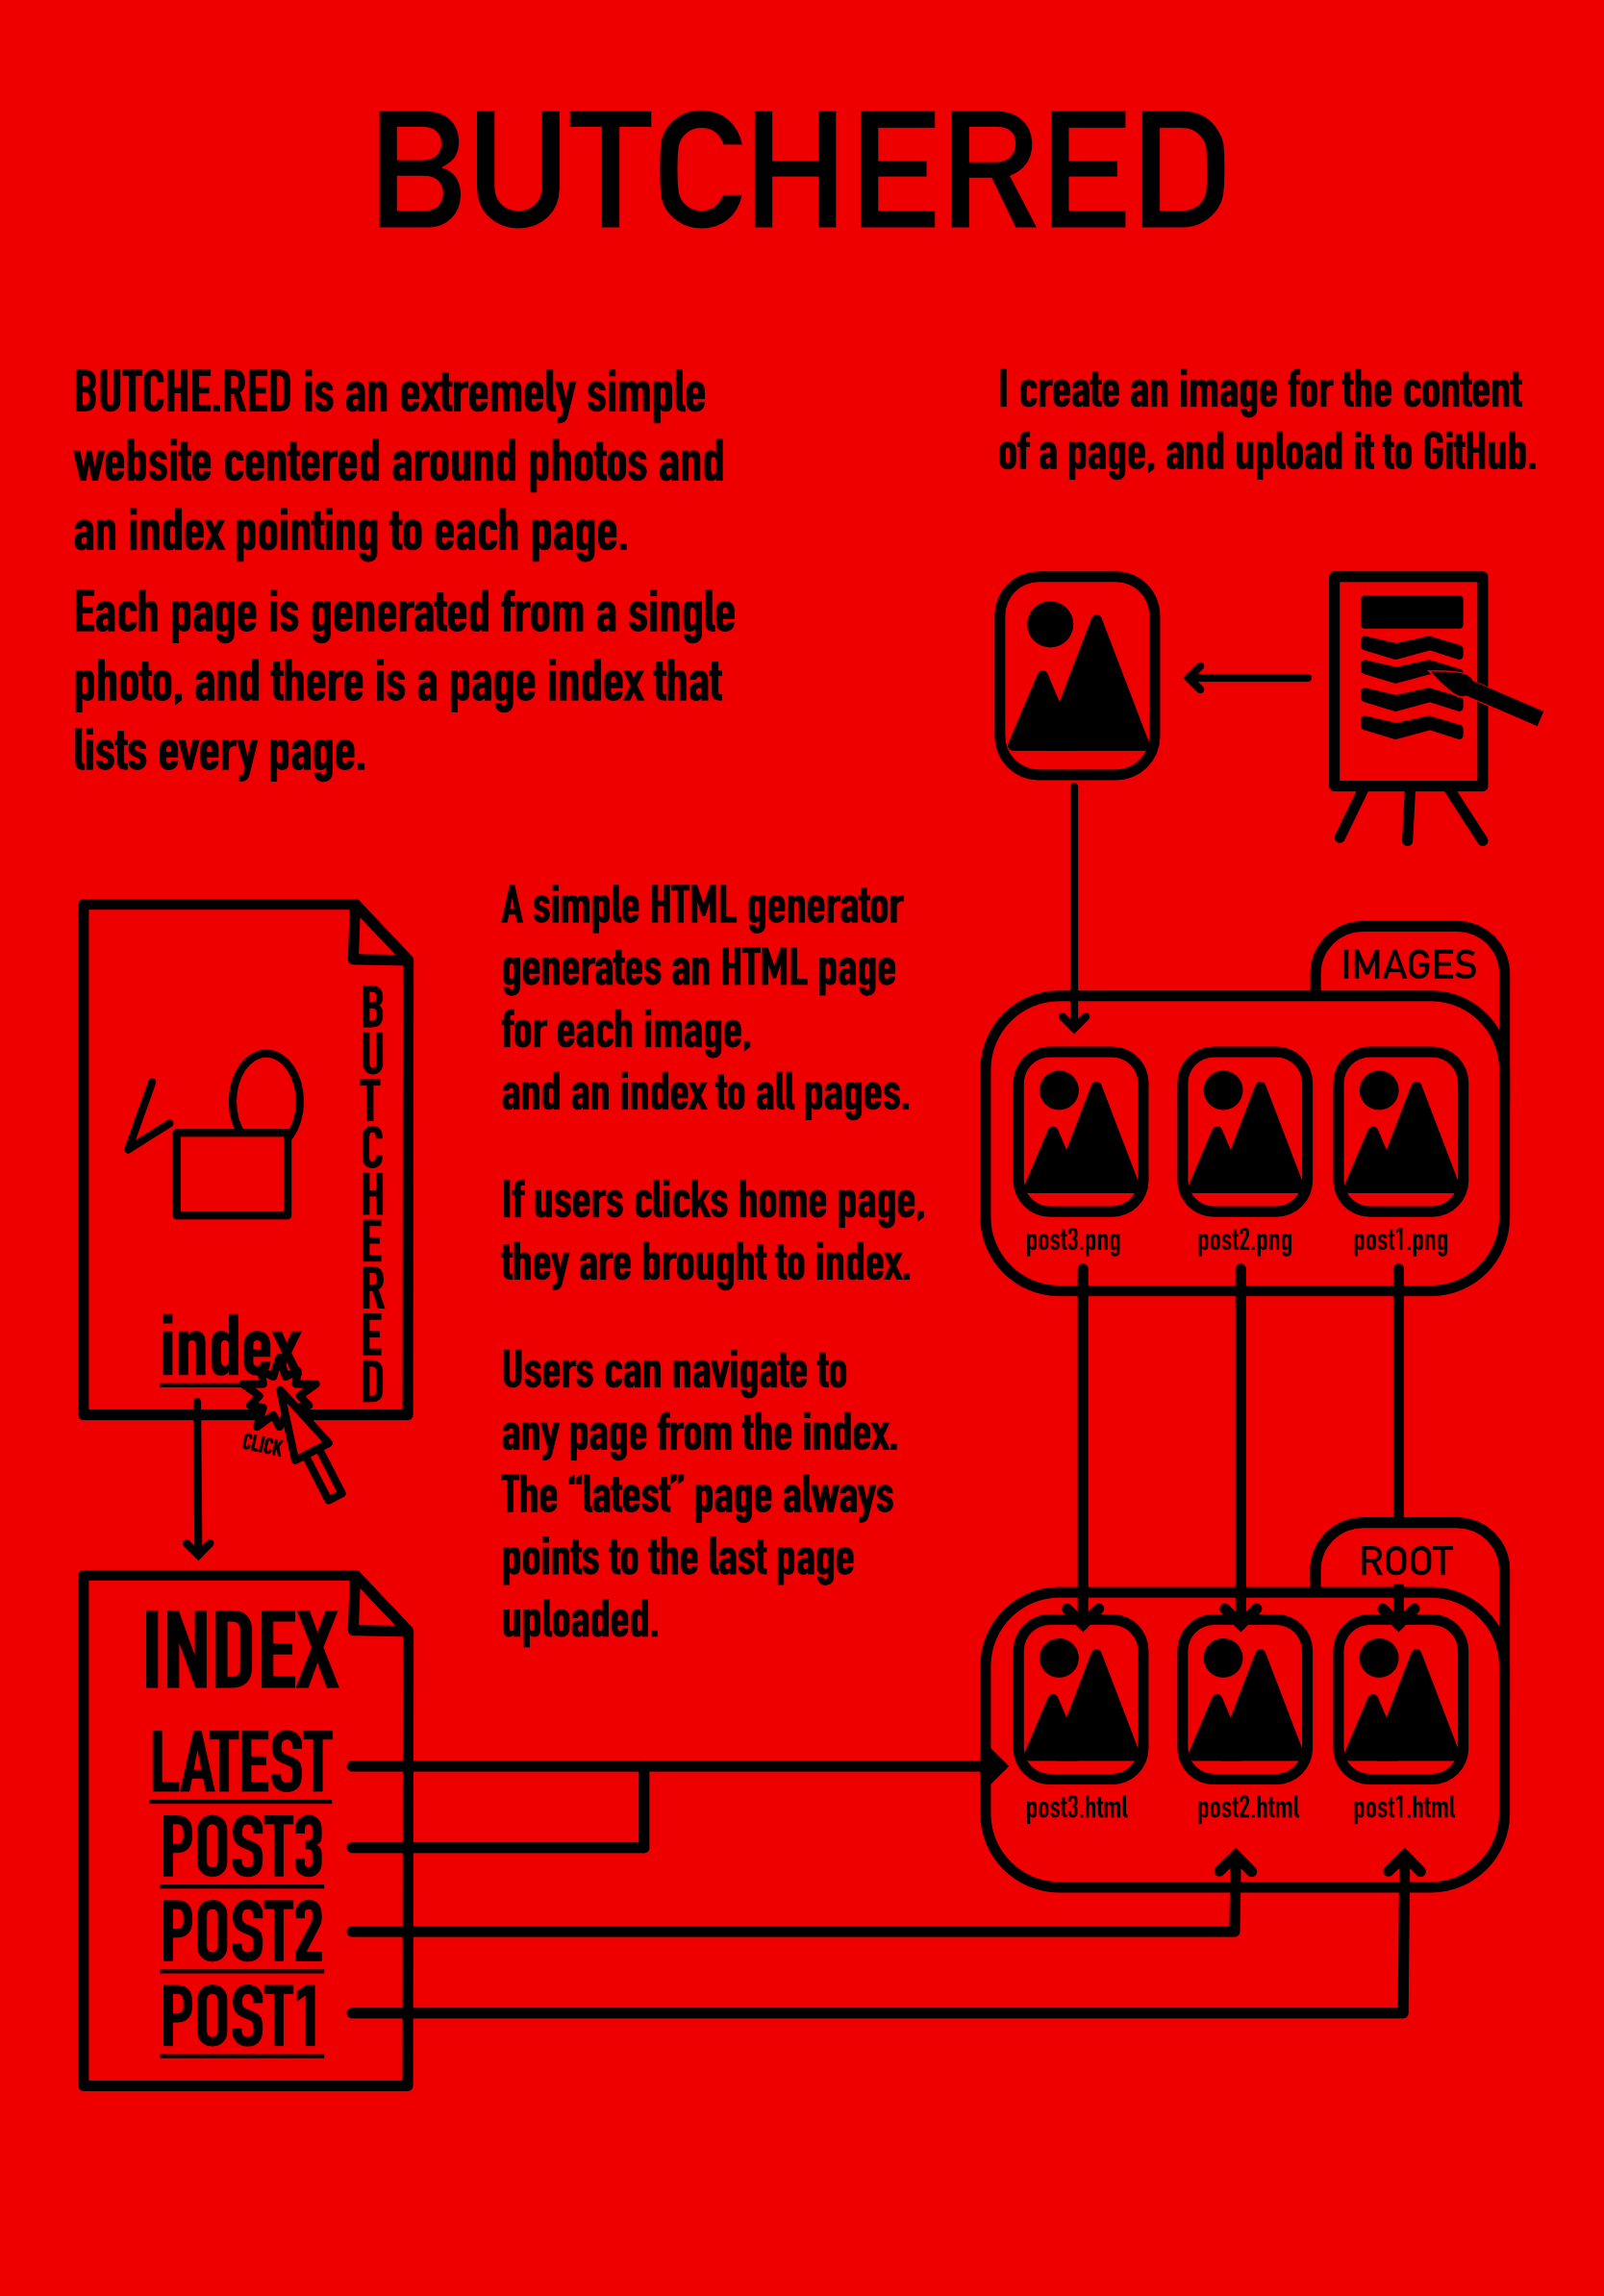 BUTCHERED
BUTCHE.RED is an extremely simple
website centered around photos and
an index pointing to each page.
Each page is generated from a single
photo, and there is a page index that
lists every page.
I create an image for the content
of a page, and upload it to GitHub.
A simple HTML generator
generates an HTML page
for each image,
and an index to all pages.
If users clicks home page,
they are brought to index.
Users can navigate to
any page from the index.
The “latest” page always
points to the last page
uploaded.
BUTCHERED
index
CLICK
INDEX
LATEST
POST3
POST2
POST1
IMAGES
post3.png post2.png post1.png
ROOT
post3.html post2.html post1.html